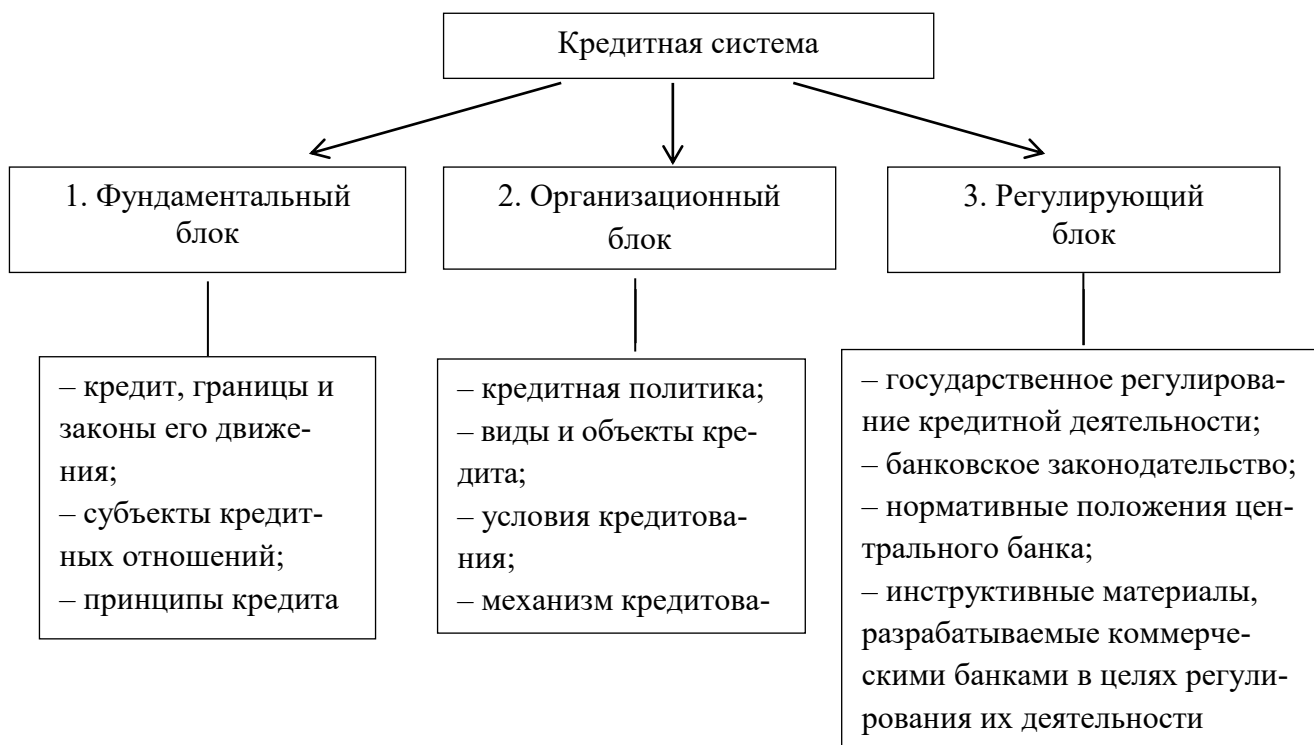 Кредитная система
1. Фундаментальный
блок
2. Организационный
блок
3. Регулирующий
блок
– кредит, границы и
законы его движе-
ния;
– субъекты кредит-
ных отношений;
– принципы кредита
– кредитная политика;
– виды и объекты кре-
дита;
– условия кредитова-
ния;
– механизм кредитова-
– государственное регулирова-
ние кредитной деятельности;
– банковское законодательство;
– нормативные положения цен-
трального банка;
– инструктивные материалы,
разрабатываемые коммерче-
скими банками в целях регули-
рования их деятельности